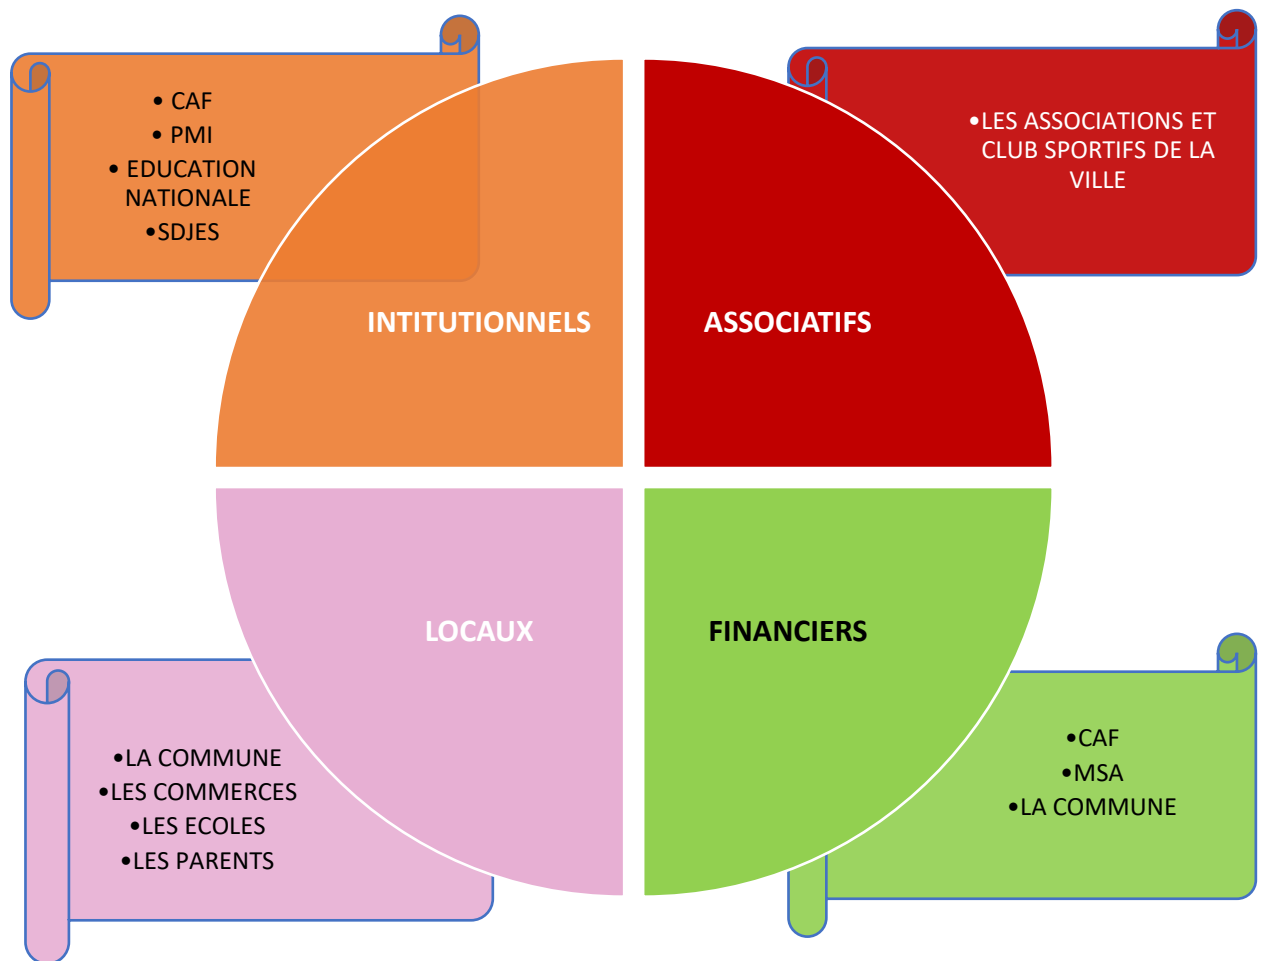 • CAF
• PMI
• EDUCATION
NATIONALE
•SDJES
•LES ASSOCIATIONS ET
CLUB SPORTIFS DE LA
VILLE
INTITUTIONNELS
ASSOCIATIFS
LOCAUX
FINANCIERS
•LA COMMUNE
•LES COMMERCES
•LES ECOLES
•LES PARENTS
•CAF
•MSA
•LA COMMUNE